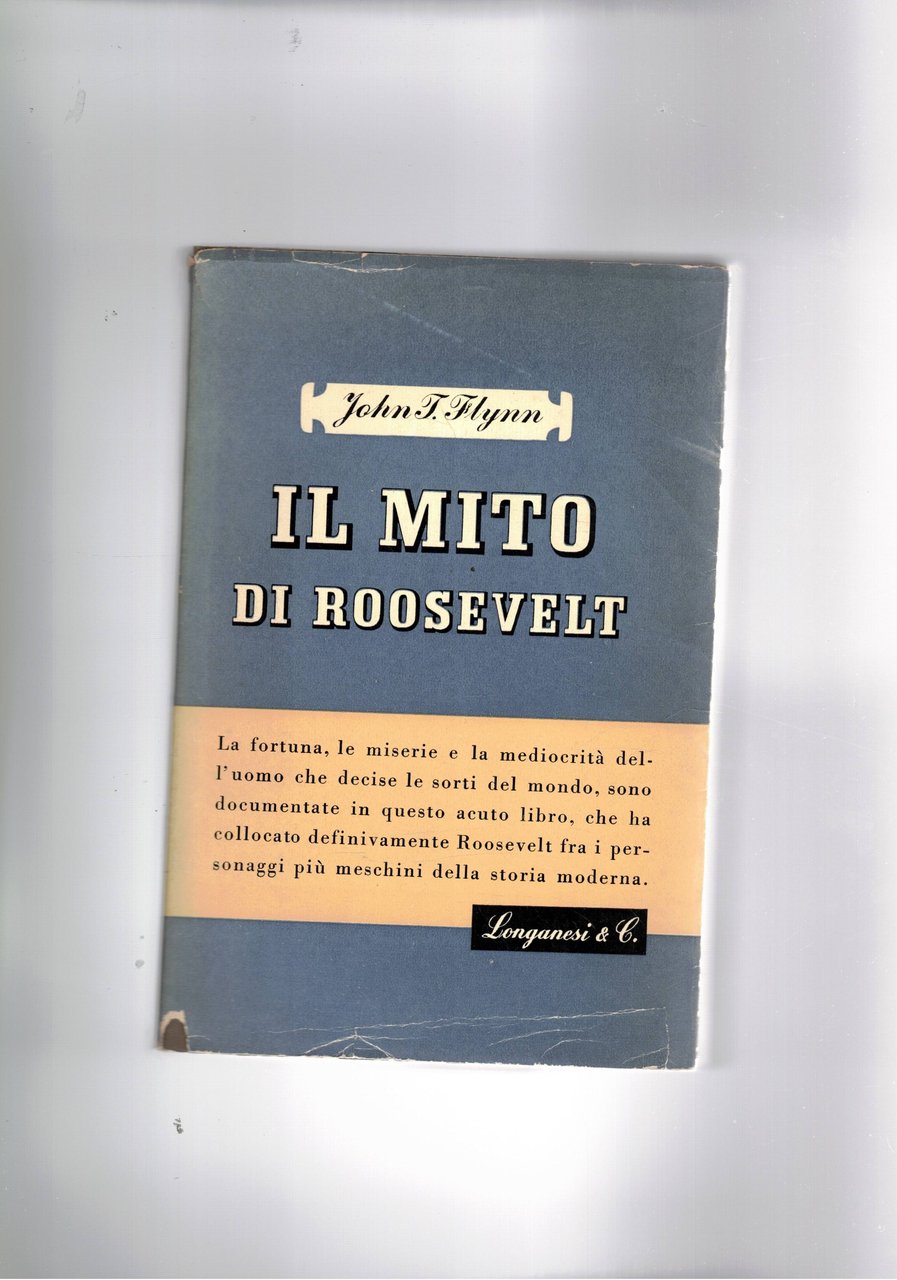 John T. Flynn
IL MITO
DI ROOSEVELT
La fortuna, le miserie e la mediocrità del-
l'uomo che decise le sorti del mondo, sono
documentate in questo acuto libro, che ha
collocato definivamente Roosevelt fra i per-
sonaggi più meschini della storia moderna.
Longanesi & C.